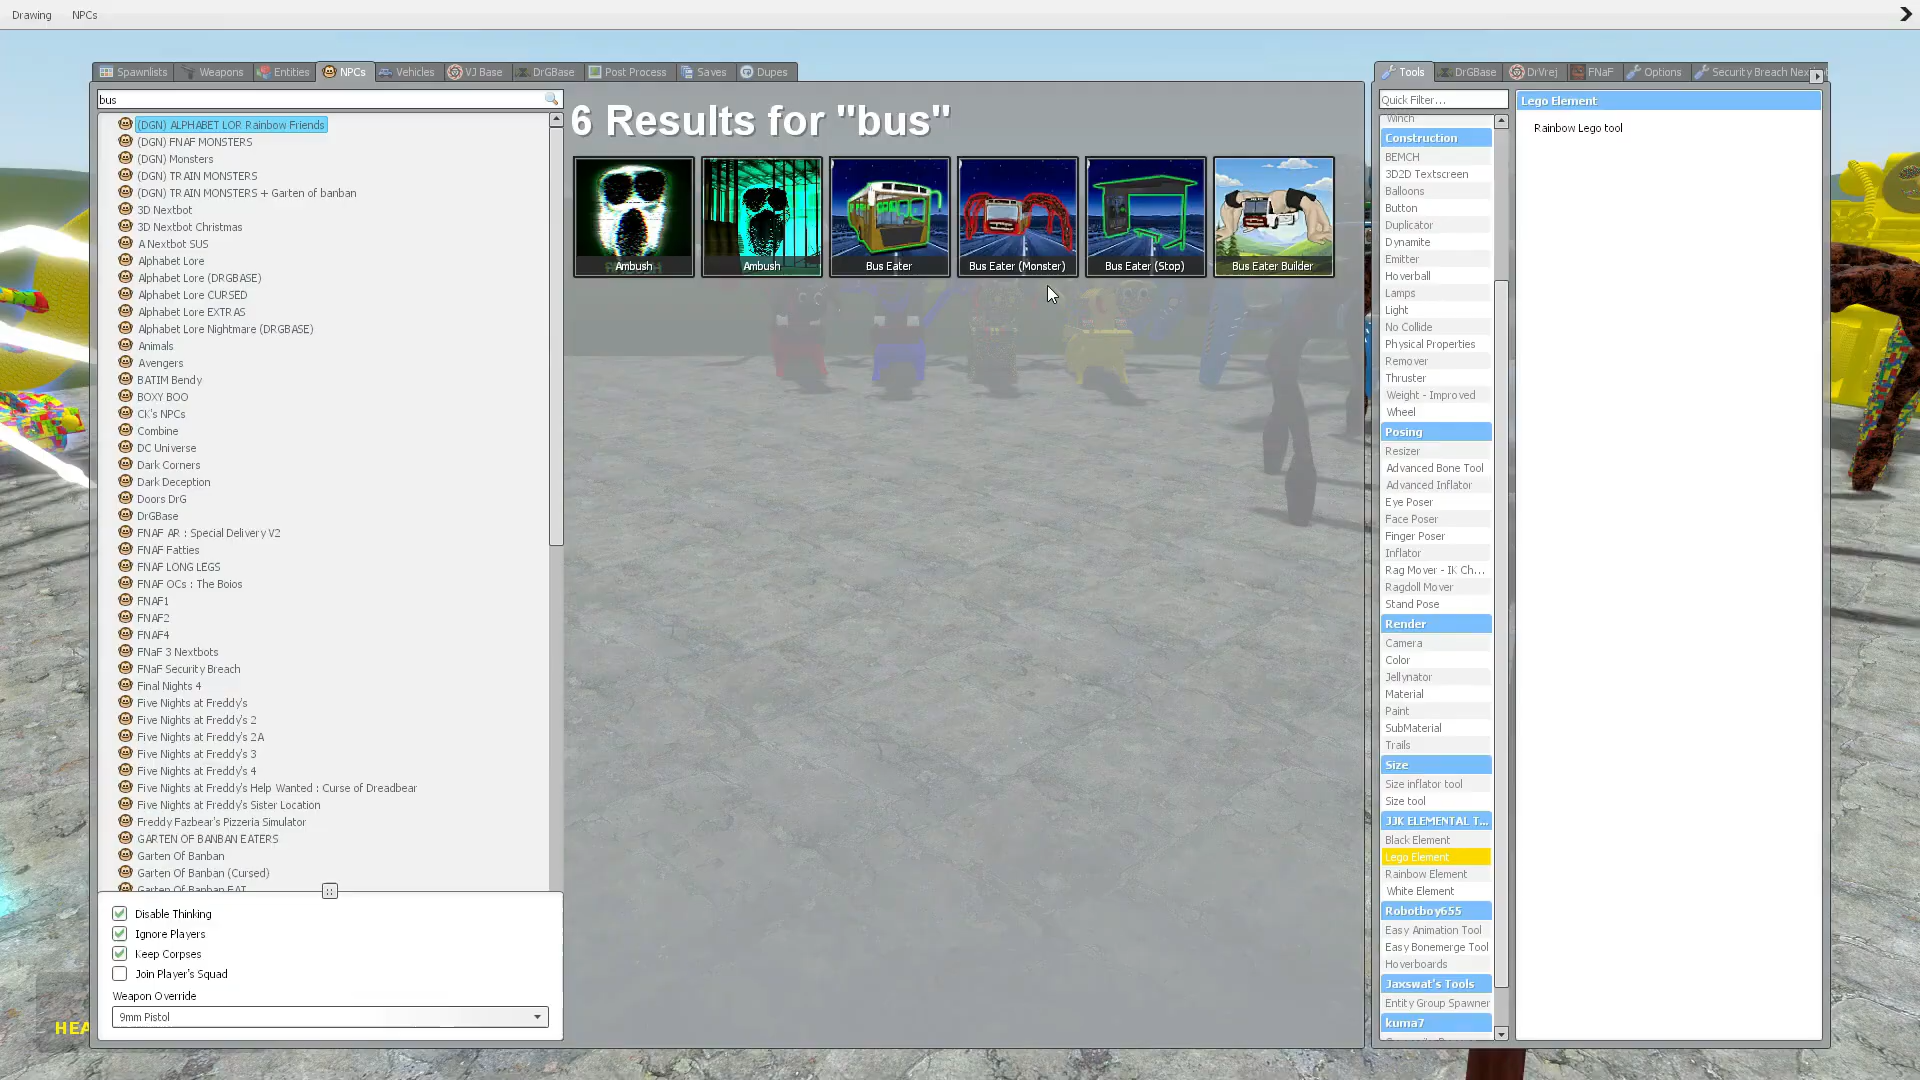 Drawing NPCs
Spawnlists Weapons Entities NPCs Vehicles VJ Base DrGBase Post Process Saves Dupes
bus
(DGN) ALPHABET LOR Rainbow Friends
(DGN) FNAF MONSTERS
(DGN) Monsters
(DGN) TRAIN MONSTERS
(DGN) TRAIN MONSTERS + Garten of banban
3D Nextbot
3D Nextbot Christmas
A Nextbot SUS
Alphabet Lore
Alphabet Lore (DRGBASE)
Alphabet Lore CURSED
Alphabet Lore EXTRAS
Alphabet Lore Nightmare (DRGBASE)
Animals
Avengers
BATIM Bendy
BOXY BOO
CK's NPCs
Combine
DC Universe
Dark Corners
Dark Deception
Doors DrG
DrGBase
FNAF AR : Special Delivery V2
FNAF Fatties
FNAF LONG LEGS
FNAF OCs : The Boios
FNAF1
FNAF2
FNAF4
FNaF 3 Nextbots
FNaF Security Breach
Final Nights 4
Five Nights at Freddy's
Five Nights at Freddy's 2
Five Nights at Freddy's 2A
Five Nights at Freddy's 3
Five Nights at Freddy's 4
Five Nights at Freddy's Help Wanted : Curse of Dreadbear
Five Nights at Freddy's Sister Location
Freddy Fazbear's Pizzeria Simulator
GARTEN OF BANBAN EATERS
Garten Of Banban
Garten Of Banban (Cursed)
Garten Of Banban EAT
Disable Thinking
Ignore Players
Keep Corpses
Join Player's Squad
Weapon Override
9mm Pistol
HEA
6 Results for "bus"
Ambush
Ambush
Bus Eater
Bus Eater (Monster)
Bus Eater (Stop)
Bus Eater Builder
Tools DrGBase DrVrej FNaF Options Security Breach
Quick Filter...
Winch
Construction
BEMCH
3D2D Textscreen
Balloons
Button
Duplicator
Dynamite
Emitter
Hoverball
Lamps
Light
No Collide
Physical Properties
Remover
Thruster
Weight - Improved
Wheel
Posing
Resizer
Advanced Bone Tool
Advanced Inflator
Eye Poser
Face Poser
Finger Poser
Inflator
Rag Mover - IK Ch...
Ragdoll Mover
Stand Pose
Render
Camera
Color
Jellynator
Material
Paint
SubMaterial
Trails
Size
Size inflator tool
Size tool
JJK ELEMENTAL T...
Black Element
Lego Element
Rainbow Element
White Element
Robotboy655
Easy Animation Tool
Easy Bonemerge Tool
Hoverboards
Jaxswat's Tools
Entity Group Spawner
kuma7
Lego Element
Rainbow Lego tool